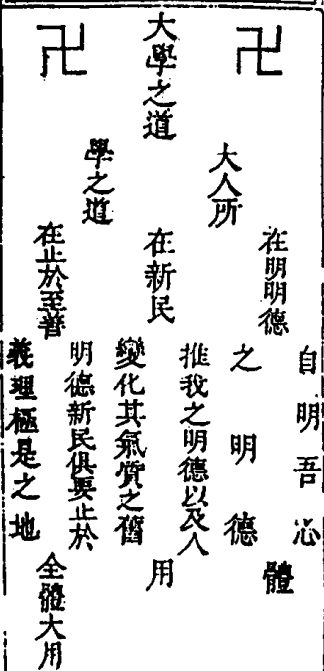 卍 大學之道 卍
大人所
學之道
在明明德
在新民
在止於至善
自明吾心
之明德
體
推我之明德以及人
變化其氣質之舊
用
明德新民俱要止於
義理極是之地
全體大用